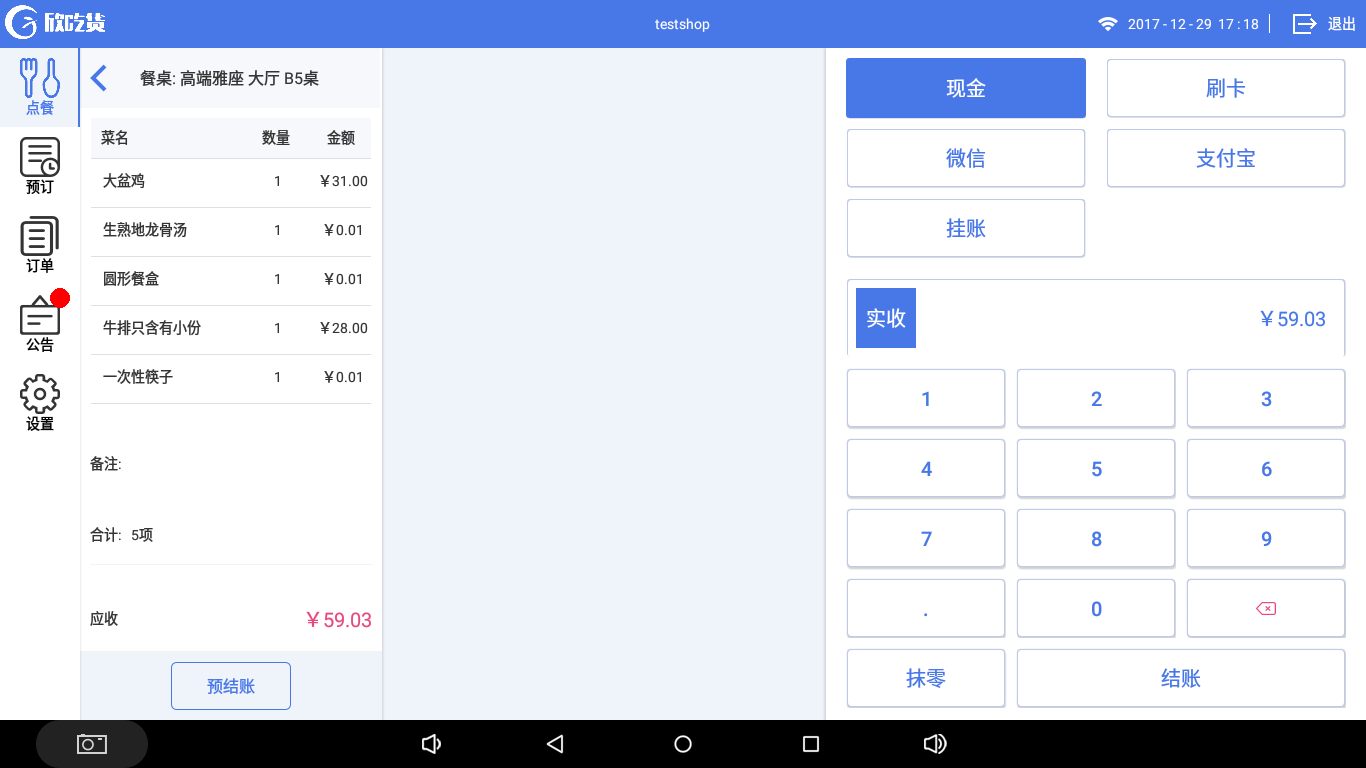 欣吃货
testshop
2017-12-29 17:18
退出
点餐
预订
订单
公告
设置
餐桌: 高端雅座 大厅 B5桌
菜名 数量 金额
大盆鸡 1 ¥31.00
生熟地龙骨汤 1 ¥0.01
圆形餐盒 1 ¥0.01
牛排只含有小份 1 ¥28.00
一次性筷子 1 ¥0.01
备注:
合计: 5项
应收 ¥59.03
预结账
现金 刷卡
微信 支付宝
挂账
实收 ¥59.03
1 2 3
4 5 6
7 8 9
. 0
抹零 结账